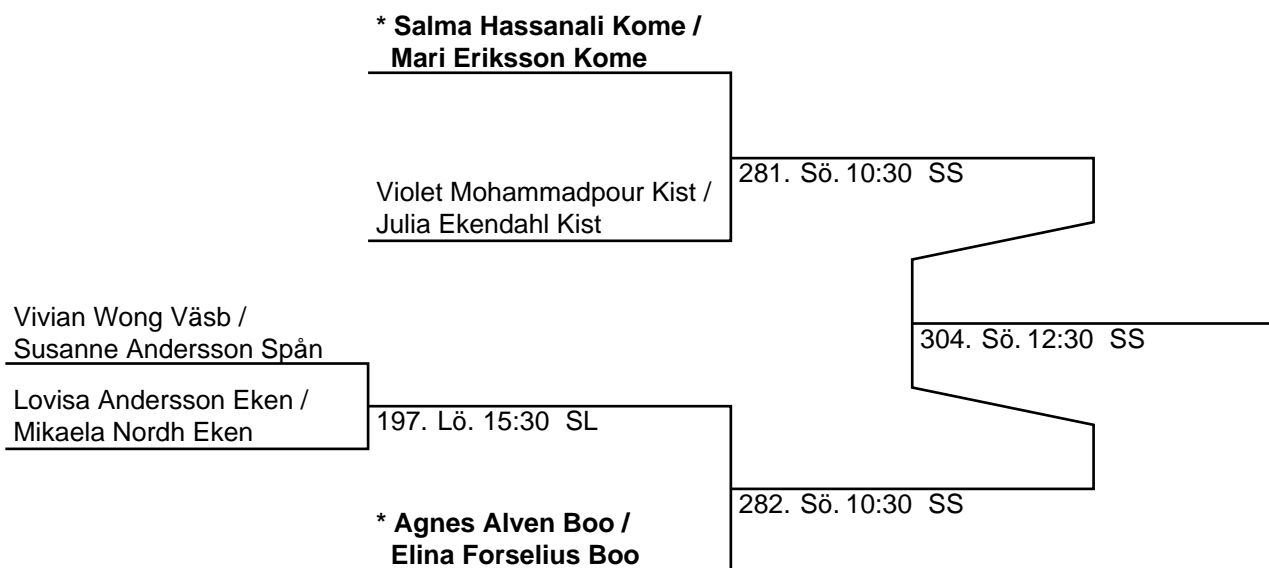 * Salma Hassanali Kome /
Mari Eriksson Kome
281. Sö. 10:30 SS
Violet Mohammadpour Kist /
Julia Ekendahl Kist
Vivian Wong Väsb /
Susanne Andersson Spån
304. Sö. 12:30 SS
Lovisa Andersson Eken /
Mikaela Nordh Eken
197. Lö. 15:30 SL
282. Sö. 10:30 SS
* Agnes Alven Boo /
Elina Forselius Boo